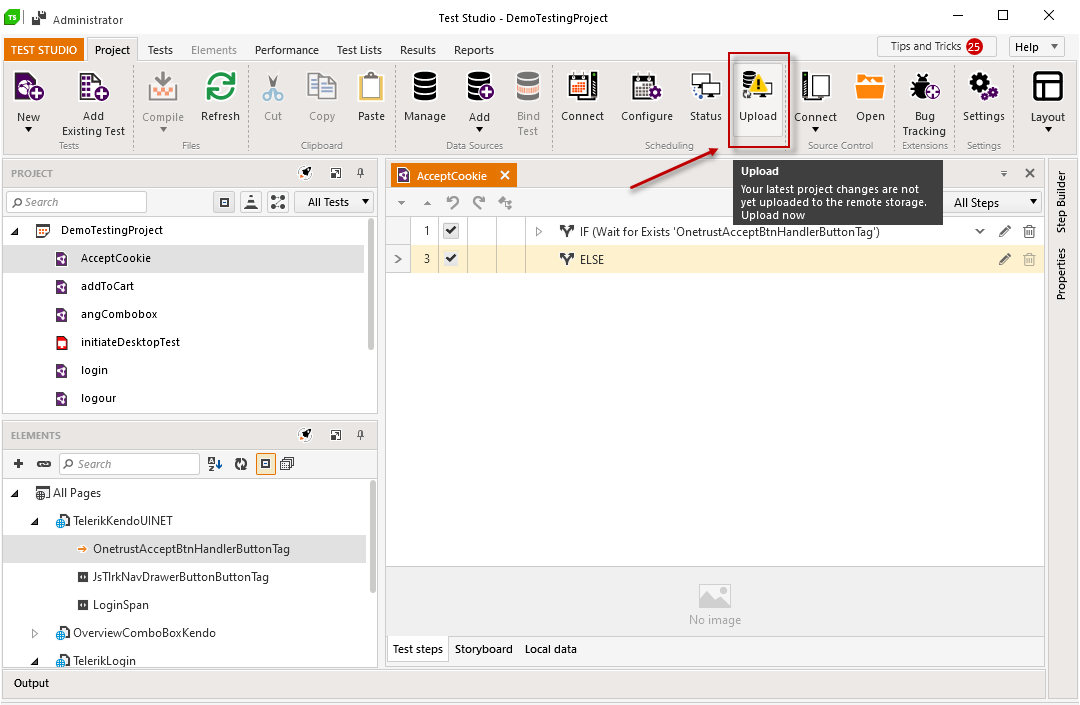 TS
Administrator
Test Studio - DemoTestingProject
TEST STUDIO
Project
Tests
Elements
Performance
Test Lists
Results
Reports
Tips and Tricks 25
Help
New
Add
Existing Test
Tests
Compile
Refresh
Files
Cut
Copy
Paste
Clipboard
Manage
Add
Bind
Test
Data Sources
Connect
Configure
Status
Upload
Scheduling
Connect
Open
Source Control
Bug
Tracking
Extensions
Settings
Settings
Layout
PROJECT
Search
All Tests
DemoTestingProject
AcceptCookie
addToCart
angCombobox
initiateDesktopTest
login
logour
ELEMENTS
Search
All Pages
TelerikKendoUINET
OnetrustAcceptBtnHandlerButtonTag
JsTlrkNavDrawerButtonButtonTag
LoginSpan
OverviewComboBoxKendo
TelerikLogin
AcceptCookie
Upload
Your latest project changes are not
yet uploaded to the remote storage.
Upload now
All Steps
1 IF (Wait for Exists 'OnetrustAcceptBtnHandlerButtonTag')
3 ELSE
No image
Test steps
Storyboard
Local data
Step Builder
Properties
Output